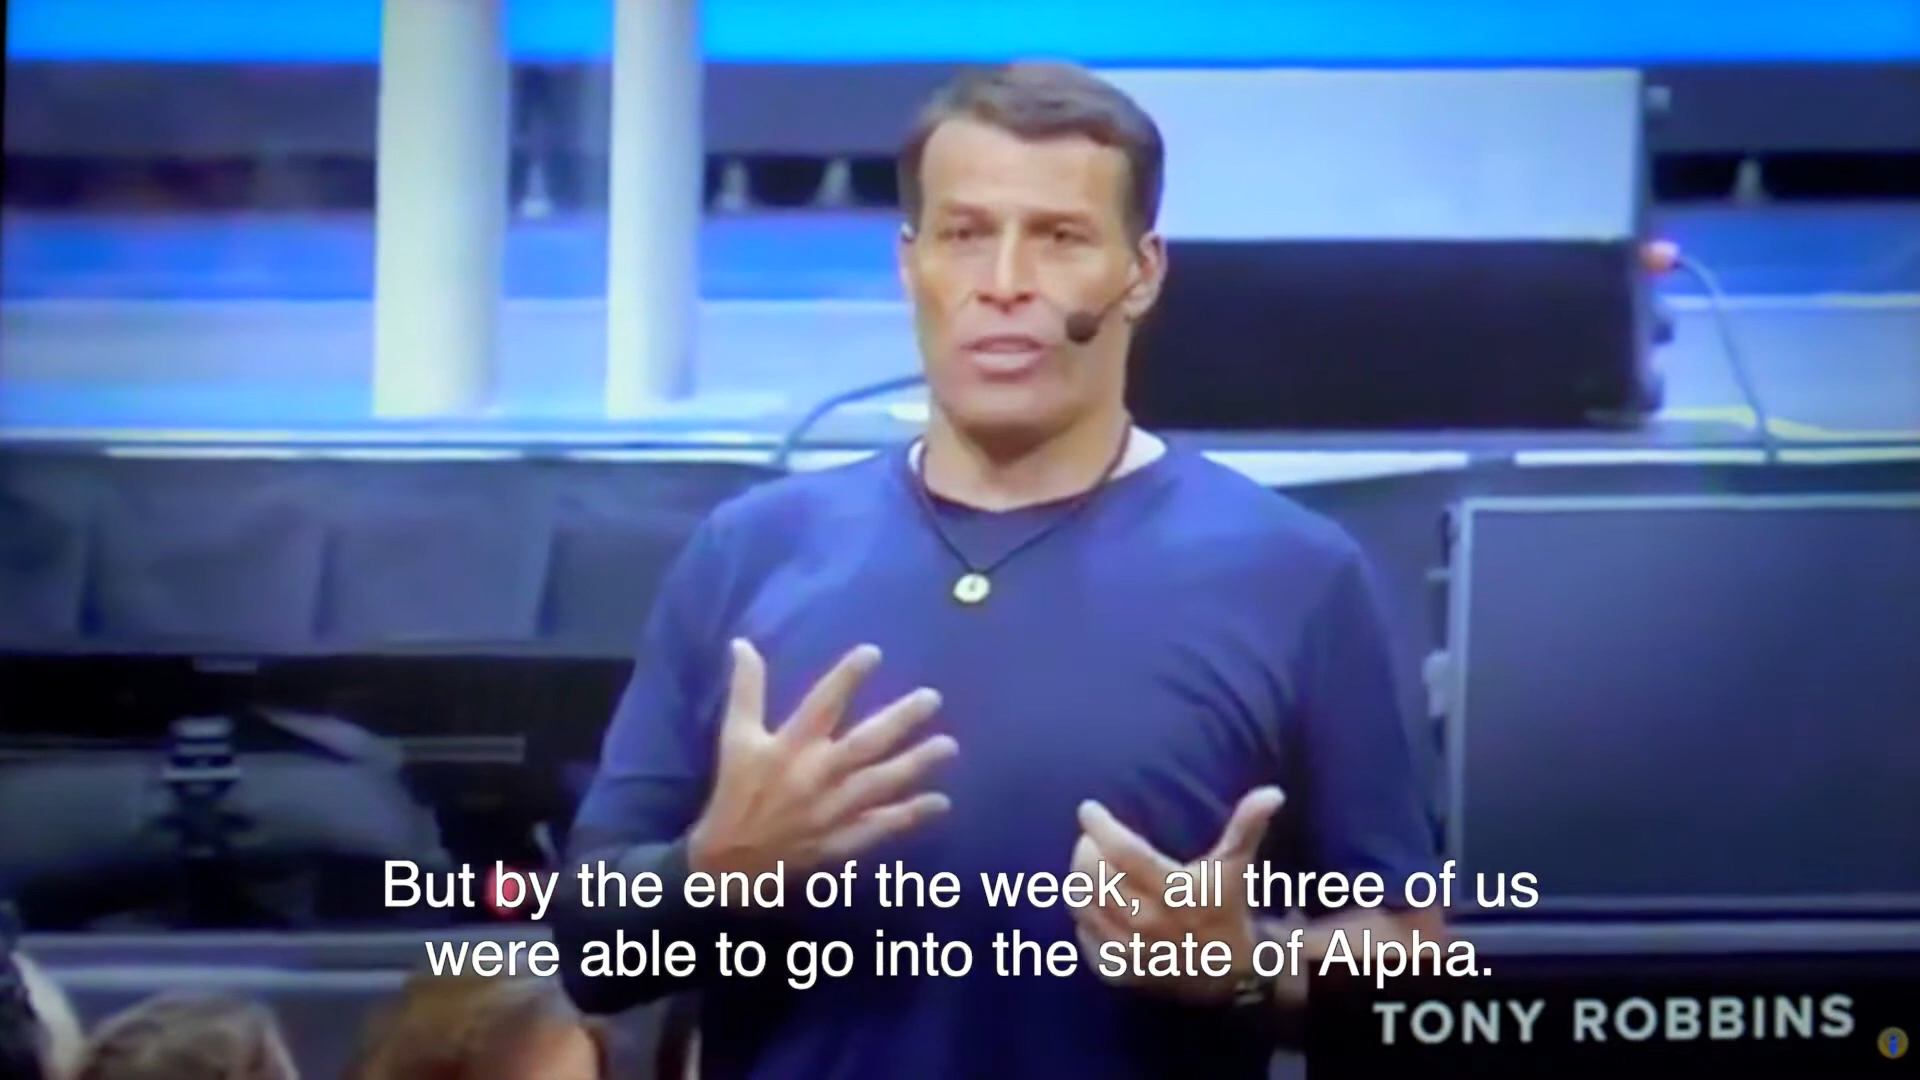 But by the end of the week, all three of us
were able to go into the state of Alpha.
TONY ROBBINS